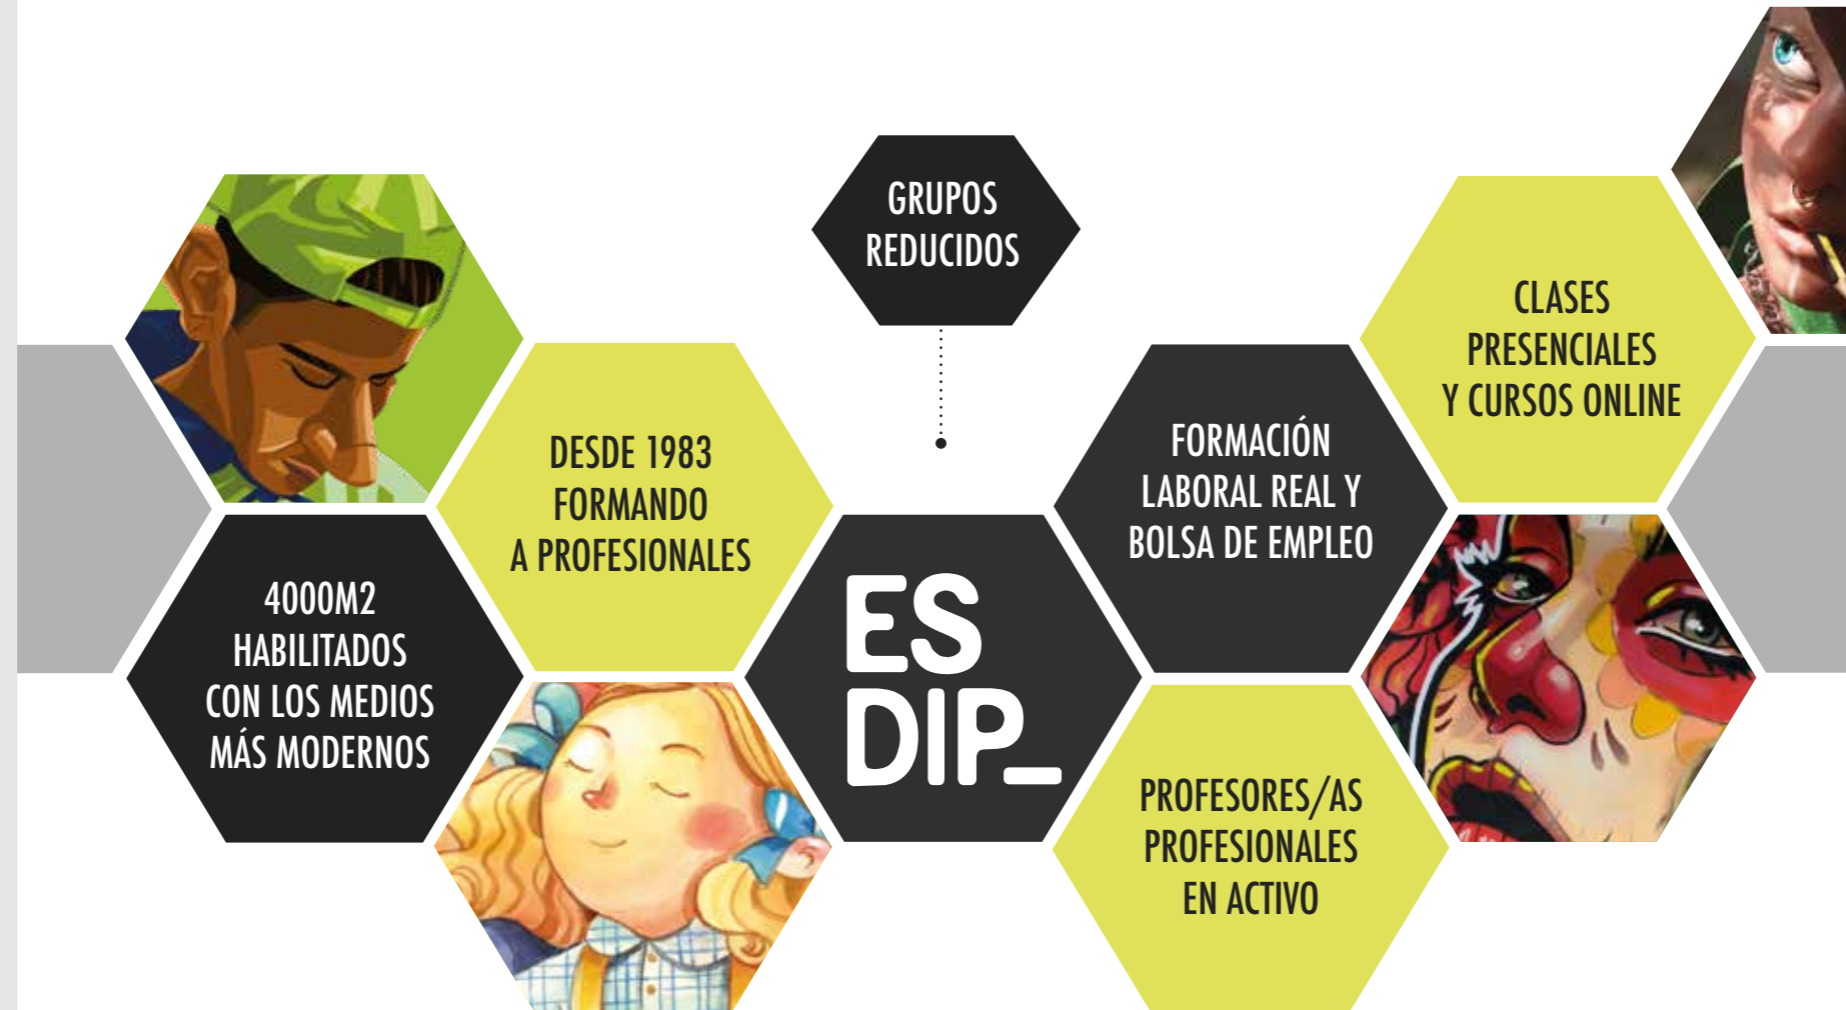 GRUPOS
REDUCIDOS
CLASES
PRESENCIALES
Y CURSOS ONLINE
DESDE 1983
FORMANDO
A PROFESIONALES
FORMACIÓN
LABORAL REAL Y
BOLSA DE EMPLEO
4000M2
HABILITADOS
CON LOS MEDIOS
MÁS MODERNOS
ES
DIP_
PROFESORES/AS
PROFESIONALES
EN ACTIVO